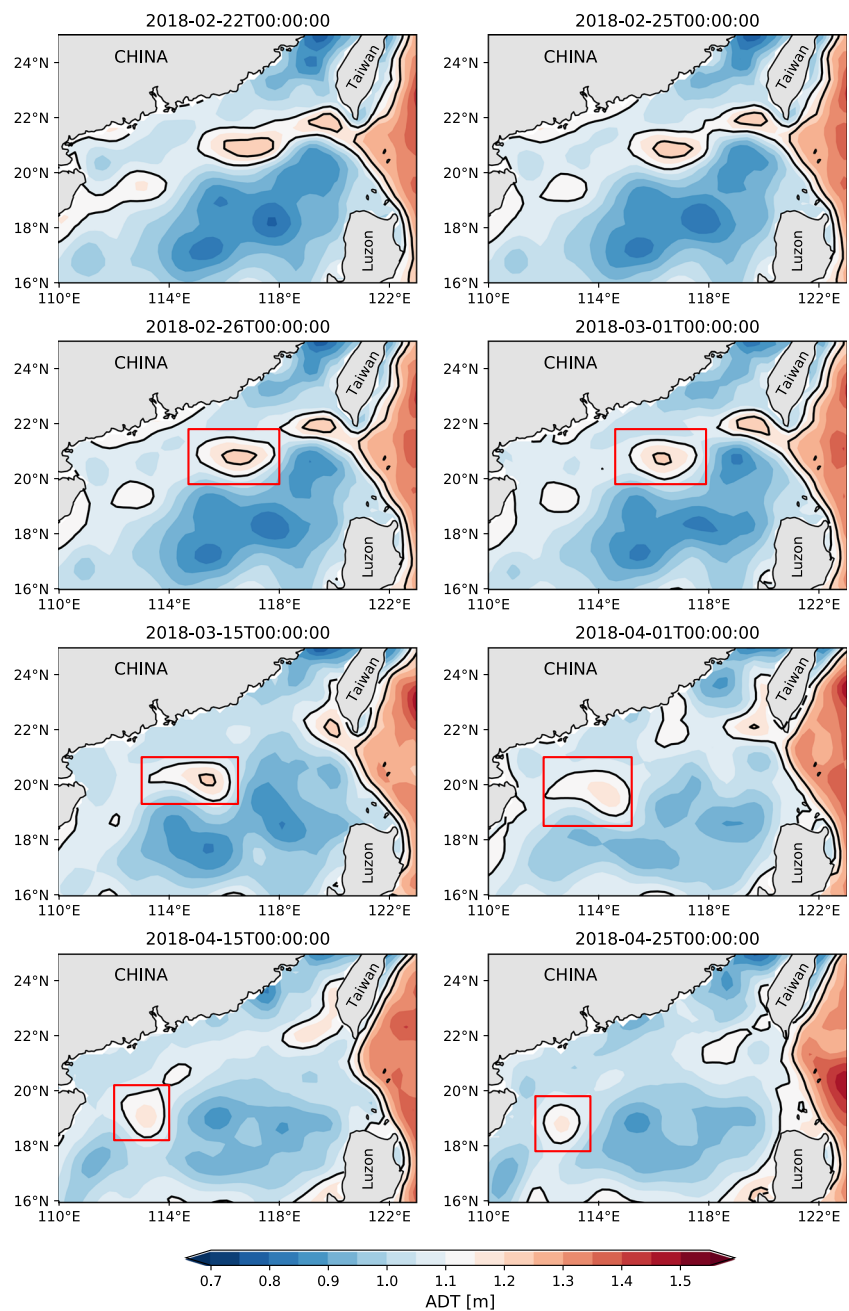 2018-02-22T00:00:00
2018-02-25T00:00:00
24°N
22°N
20°N
18°N
16°N
CHINA
Taiwan
Luzon
110°E 114°E 118°E 122°E
24°N
22°N
20°N
18°N
16°N
CHINA
Taiwan
Luzon
110°E 114°E 118°E 122°E
2018-02-26T00:00:00
2018-03-01T00:00:00
24°N
22°N
20°N
18°N
16°N
CHINA
Taiwan
Luzon
110°E 114°E 118°E 122°E
24°N
22°N
20°N
18°N
16°N
CHINA
Taiwan
Luzon
110°E 114°E 118°E 122°E
2018-03-15T00:00:00
2018-04-01T00:00:00
24°N
22°N
20°N
18°N
16°N
CHINA
Taiwan
Luzon
110°E 114°E 118°E 122°E
24°N
22°N
20°N
18°N
16°N
CHINA
Taiwan
Luzon
110°E 114°E 118°E 122°E
2018-04-15T00:00:00
2018-04-25T00:00:00
24°N
22°N
20°N
18°N
16°N
CHINA
Taiwan
Luzon
110°E 114°E 118°E 122°E
24°N
22°N
20°N
18°N
16°N
CHINA
Taiwan
Luzon
110°E 114°E 118°E 122°E
0.7 0.8 0.9 1.0 1.1 1.2 1.3 1.4 1.5
ADT [m]